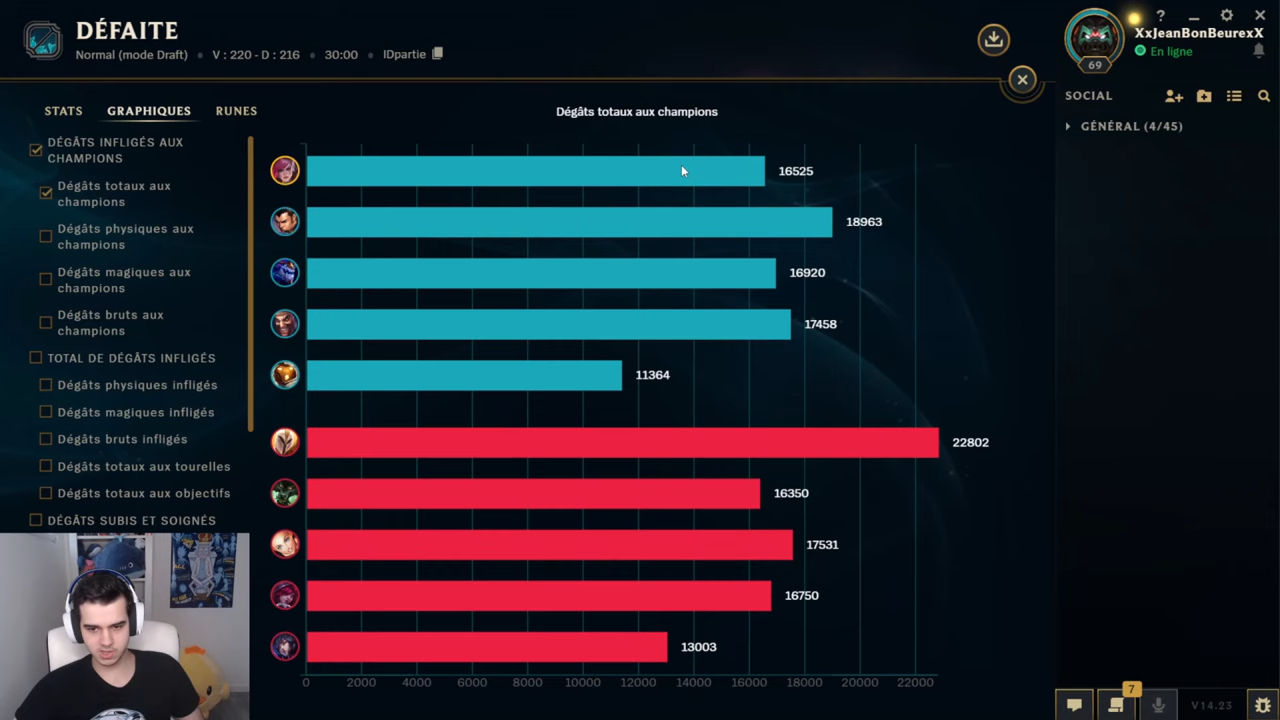 DÉFAITE
Normal (mode Draft) • V : 220 - D : 216 • 30:00 • IDpartie
?
XxJeanBonBeurexX
En ligne
69
STATS
GRAPHIQUES
RUNES
Dégâts totaux aux champions
SOCIAL
GÉNÉRAL (4/45)
DÉGÂTS INFLIGÉS AUX
CHAMPIONS
Dégâts totaux aux
champions
Dégâts physiques aux
champions
Dégâts magiques aux
champions
Dégâts bruts aux
champions
TOTAL DE DÉGÂTS INFLIGÉS
Dégâts physiques infligés
Dégâts magiques infligés
Dégâts bruts infligés
Dégâts totaux aux tourelles
Dégâts totaux aux objectifs
DÉGÂTS SUBIS ET SOIGNÉS
16525
18963
16920
17458
11364
22802
16350
17531
16750
13003
0 2000 4000 6000 8000 10000 12000 14000 16000 18000 20000 22000
7
V14.23